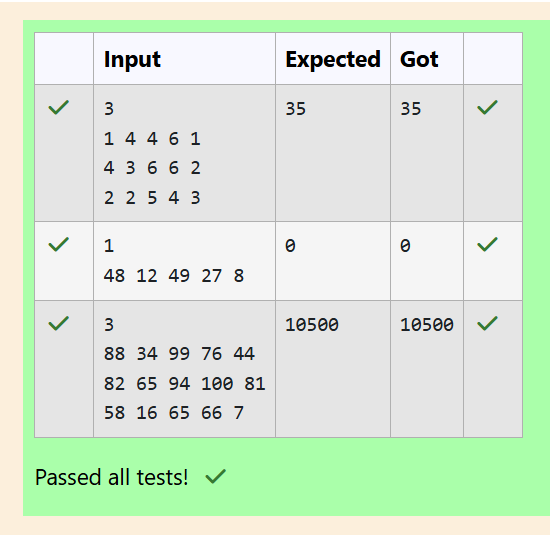 Input Expected Got
3 35 35
1 4 4 6 1
4 3 6 6 2
2 2 5 4 3
1 0 0
48 12 49 27 8
3 10500 10500
88 34 99 76 44
82 65 94 100 81
58 16 65 66 7
Passed all tests!